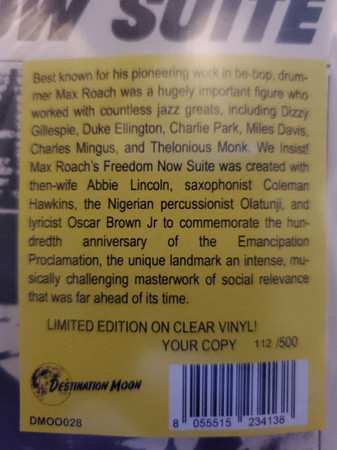 OW SUITE
Best known for his pioneering work in be-bop, drum-
mer Max Roach was a hugely important figure who
worked with countless jazz greats, including Dizzy
Gillespie, Duke Ellington, Charlie Park, Miles Davis,
Charles Mingus, and Thelonious Monk. We Insist!
Max Roach's Freedom Now Suite was created with
then-wife Abbie Lincoln, saxophonist Coleman
Hawkins, the Nigerian percussionist Olatunji, and
lyricist Oscar Brown Jr to commemorate the hun-
dredth anniversary of the Emancipation
Proclamation, the unique landmark an intense, mu-
sically challenging masterwork of social relevance
that was far ahead of its time.
LIMITED EDITION ON CLEAR VINYL!
YOUR COPY 112 /500
DESTINATION MOON
DMOO028
8 055515 234138